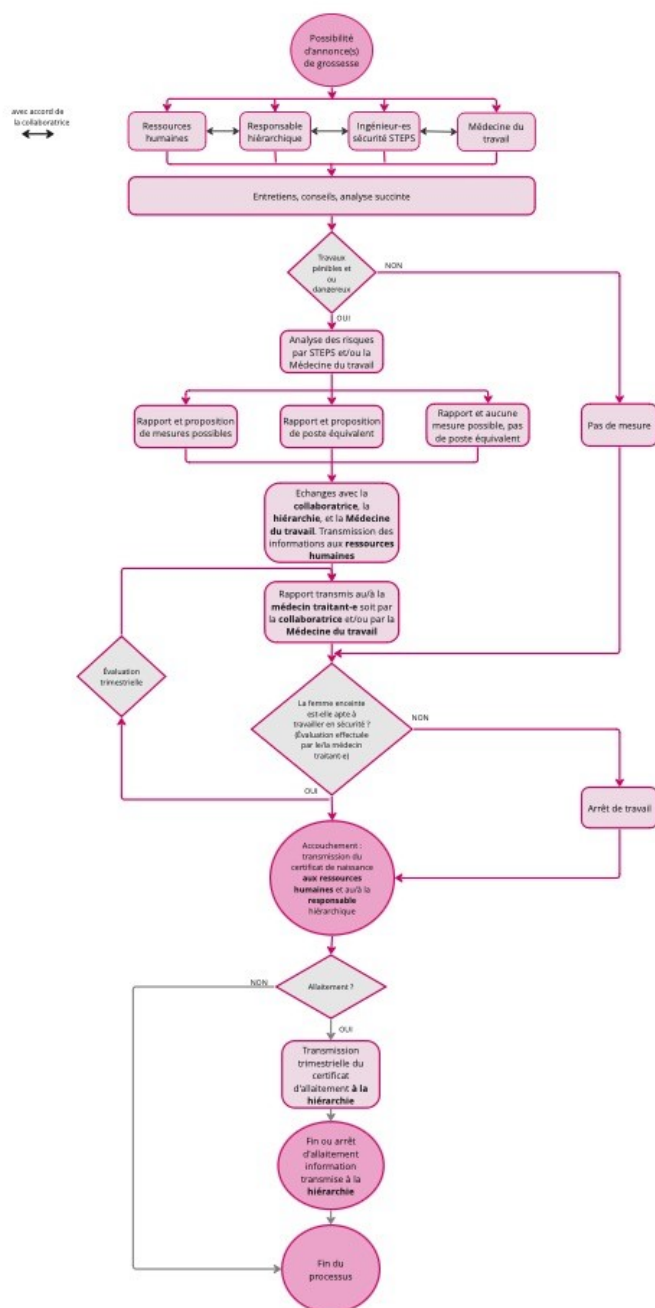 Possibilité
d'annonce(s)
de grossesse
avec accord de
la collaboratrice
Ressources
humaines
Responsable
hiérarchique
Ingénieur-es
sécurité STEPS
Médecine du
travail
Entretiens, conseils, analyse succinte
Travaux
pénibles et
ou
dangereux
NON
OUI
Analyse des risques
par STEPS et/ou la
Médecine du travail
Rapport et proposition
de mesures possibles
Rapport et proposition
de poste équivalent
Rapport et aucune
mesure possible, pas
de poste équivalent
Pas de mesure
Echanges avec la
collaboratrice, la
hiérarchie, et la Médecine
du travail. Transmission des
informations aux ressources
humaines
Rapport transmis au/à la
médecin traitant-e soit par
la collaboratrice et/ou par la
Médecine du travail
Évaluation
trimestrielle
La femme enceinte
est-elle apte à
travailler en sécurité ?
(Évaluation effectuée
par le/la médecin
traitant-e)
NON
OUI
Arrêt de travail
Accouchement :
transmission du
certificat de naissance
aux ressources
humaines et au/à la
responsable
hiérarchique
Allaitement ?
NON
OUI
Transmission
trimestrielle du
certificat
d'allaitement à la
hiérarchie
Fin ou arrêt
d'allaitement
information
transmise à la
hiérarchie
Fin du
processus